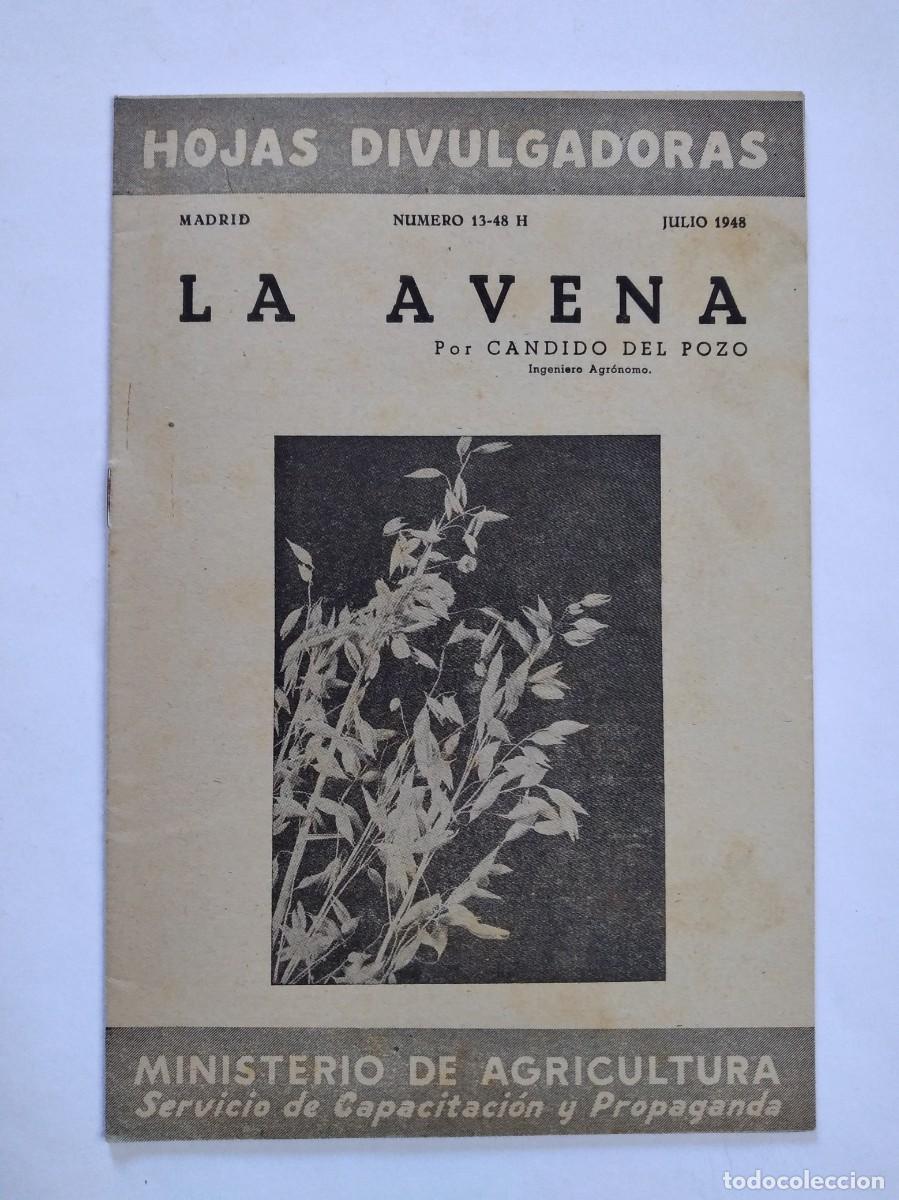 HOJAS DIVULGADORAS
MADRID NUMERO 13-48 H JULIO 1948
LA AVENA
Por CANDIDO DEL POZO
Ingeniero Agrónomo.
MINISTERIO DE AGRICULTURA
Servicio de Capacitación y Propaganda
todocoleccion